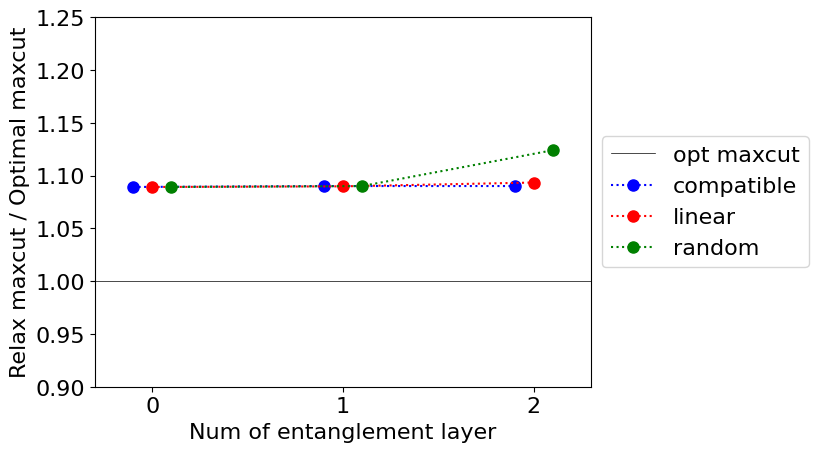 Relax maxcut / Optimal maxcut
1.25
1.20
1.15
1.10
1.05
1.00
0.95
0.90
0
1
2
Num of entanglement layer
opt maxcut
compatible
linear
random